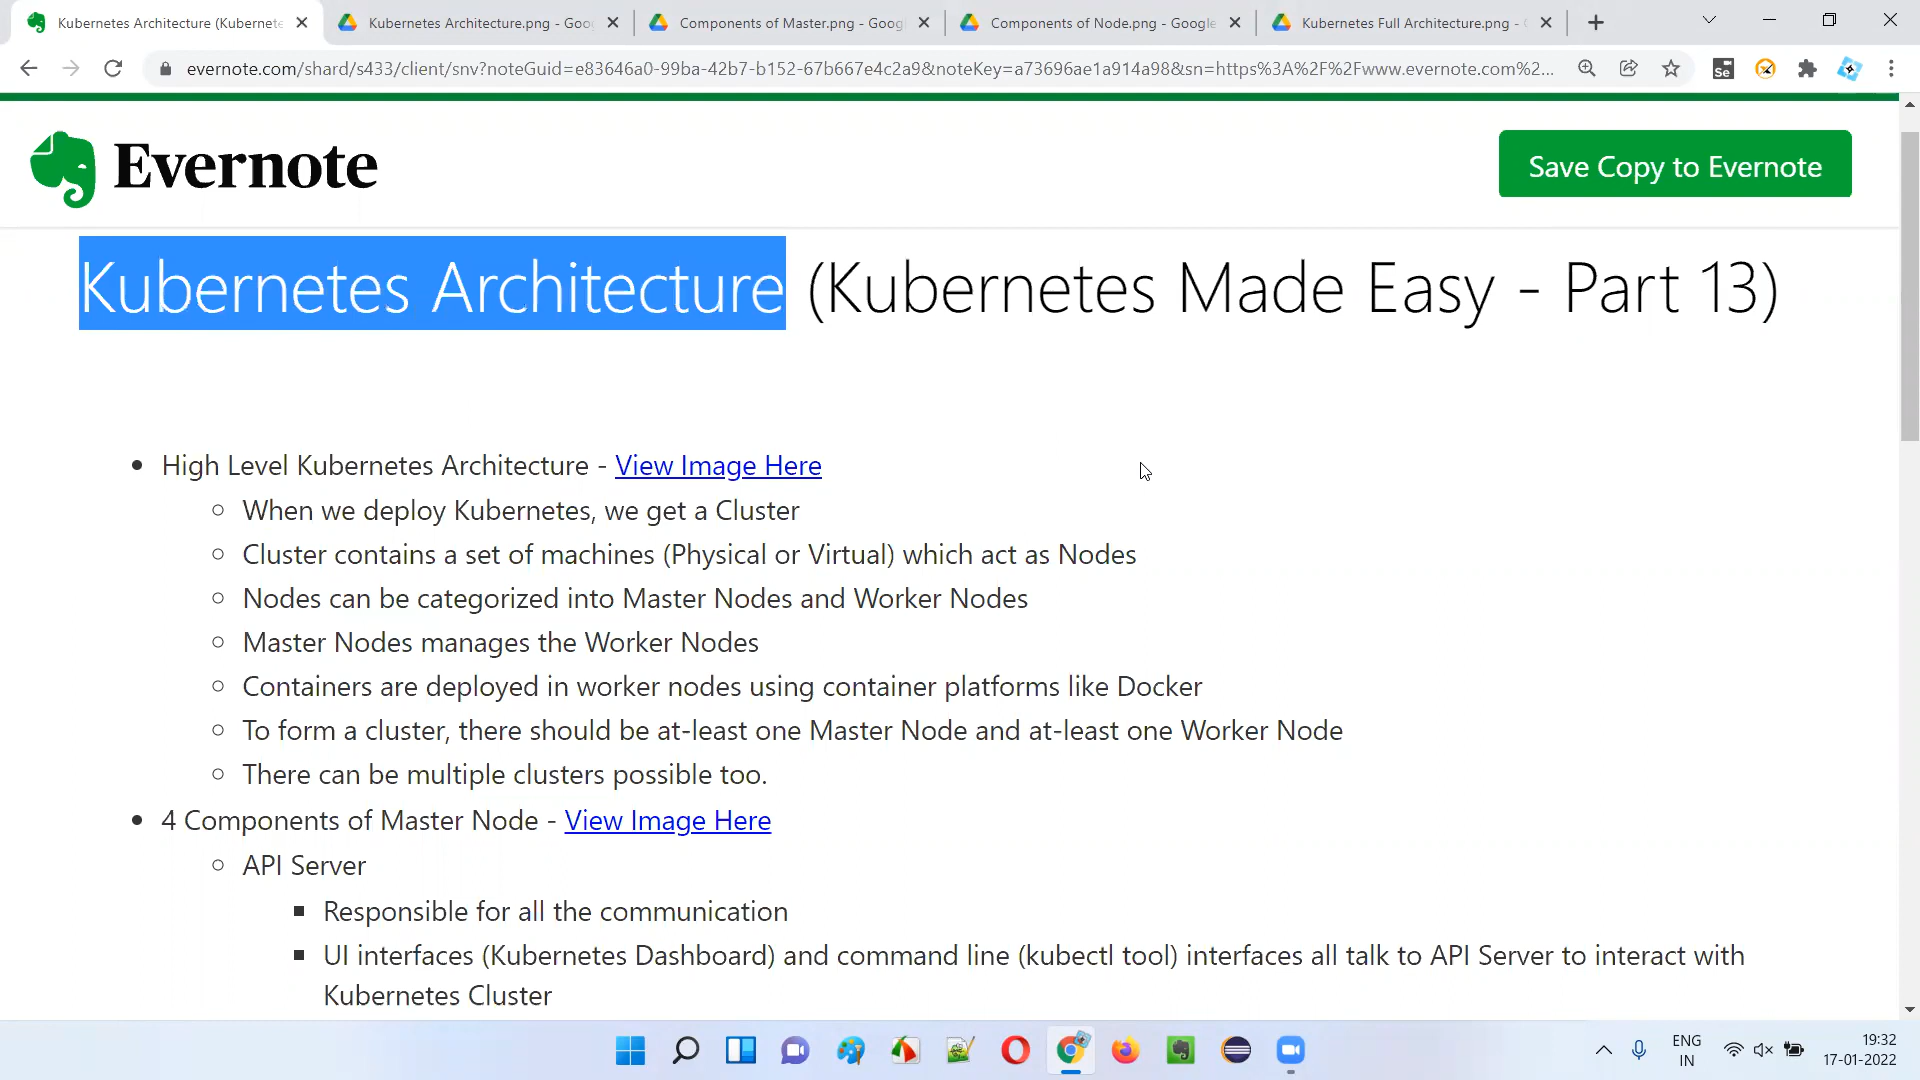 Kubernetes Architecture (Kubernete
Kubernetes Architecture.png - Goo
Components of Master.png - Googl
Components of Node.png - Google
Kubernetes Full Architecture.png -
evernote.com/shard/s433/client/snv?noteGuid=e83646a0-99ba-42b7-b152-67b667e4c2a9&noteKey=a73696ae1a914a98&sn=https%3A%2F%2Fwww.evernote.com%2...
Se
Evernote
Save Copy to Evernote
Kubernetes Architecture (Kubernetes Made Easy - Part 13)
• High Level Kubernetes Architecture - View Image Here
○ When we deploy Kubernetes, we get a Cluster
○ Cluster contains a set of machines (Physical or Virtual) which act as Nodes
○ Nodes can be categorized into Master Nodes and Worker Nodes
○ Master Nodes manages the Worker Nodes
○ Containers are deployed in worker nodes using container platforms like Docker
○ To form a cluster, there should be at-least one Master Node and at-least one Worker Node
○ There can be multiple clusters possible too.
• 4 Components of Master Node - View Image Here
○ API Server
▪ Responsible for all the communication
▪ UI interfaces (Kubernetes Dashboard) and command line (kubectl tool) interfaces all talk to API Server to interact with
Kubernetes Cluster
ENG
IN
19:32
17-01-2022